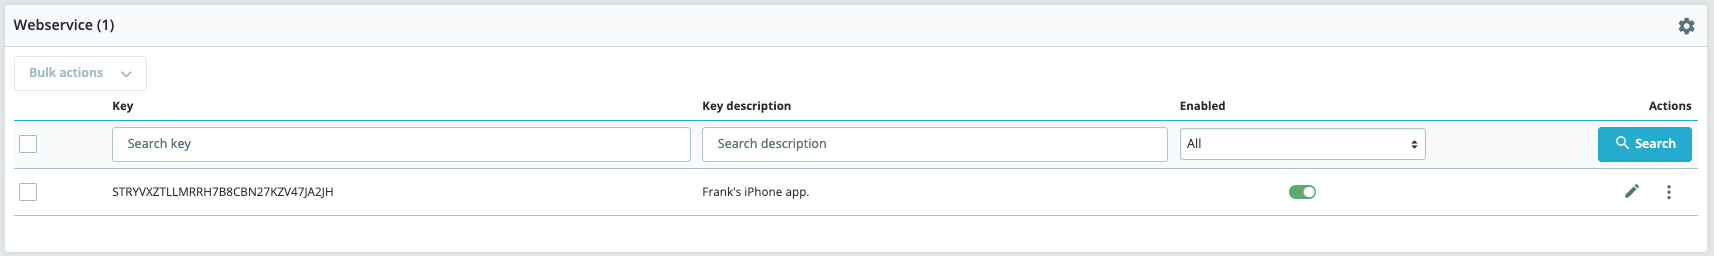 Webservice (1)
Bulk actions
Key Key description Enabled Actions
Search key Search description All Search
STRYVXZTLLMRRH7B8CBN27KZV47JA2JH Frank's iPhone app.